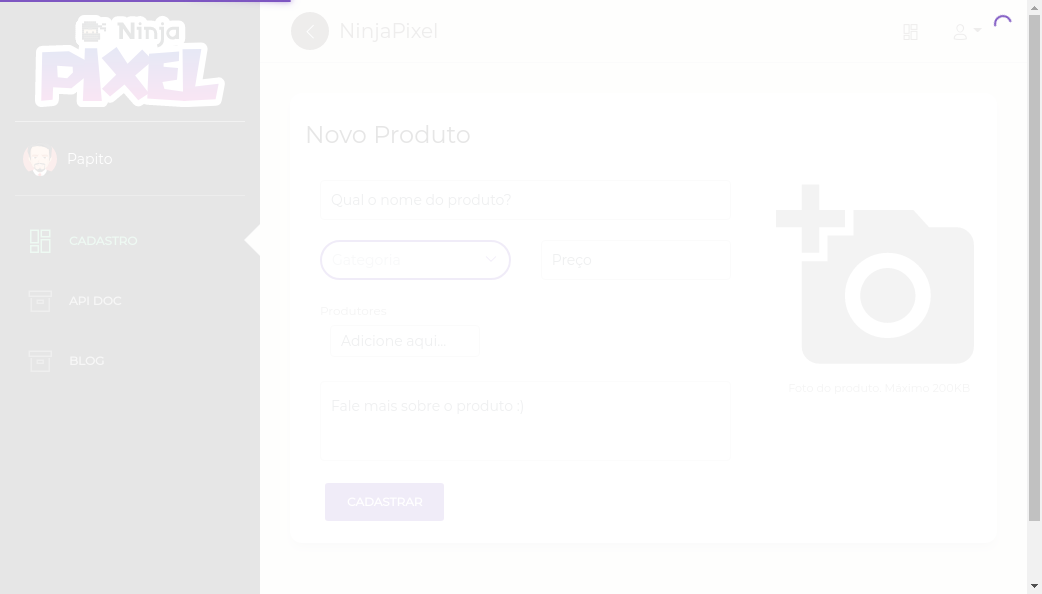 Ninja
PIXEL
NinjaPixel
Papito
CADASTRO
API DOC
BLOG
Novo Produto
Qual o nome do produto?
Categoria
Preço
Produtores
Adicione aqui...
Fale mais sobre o produto :)
Foto do produto. Máximo 200KB
CADASTRAR